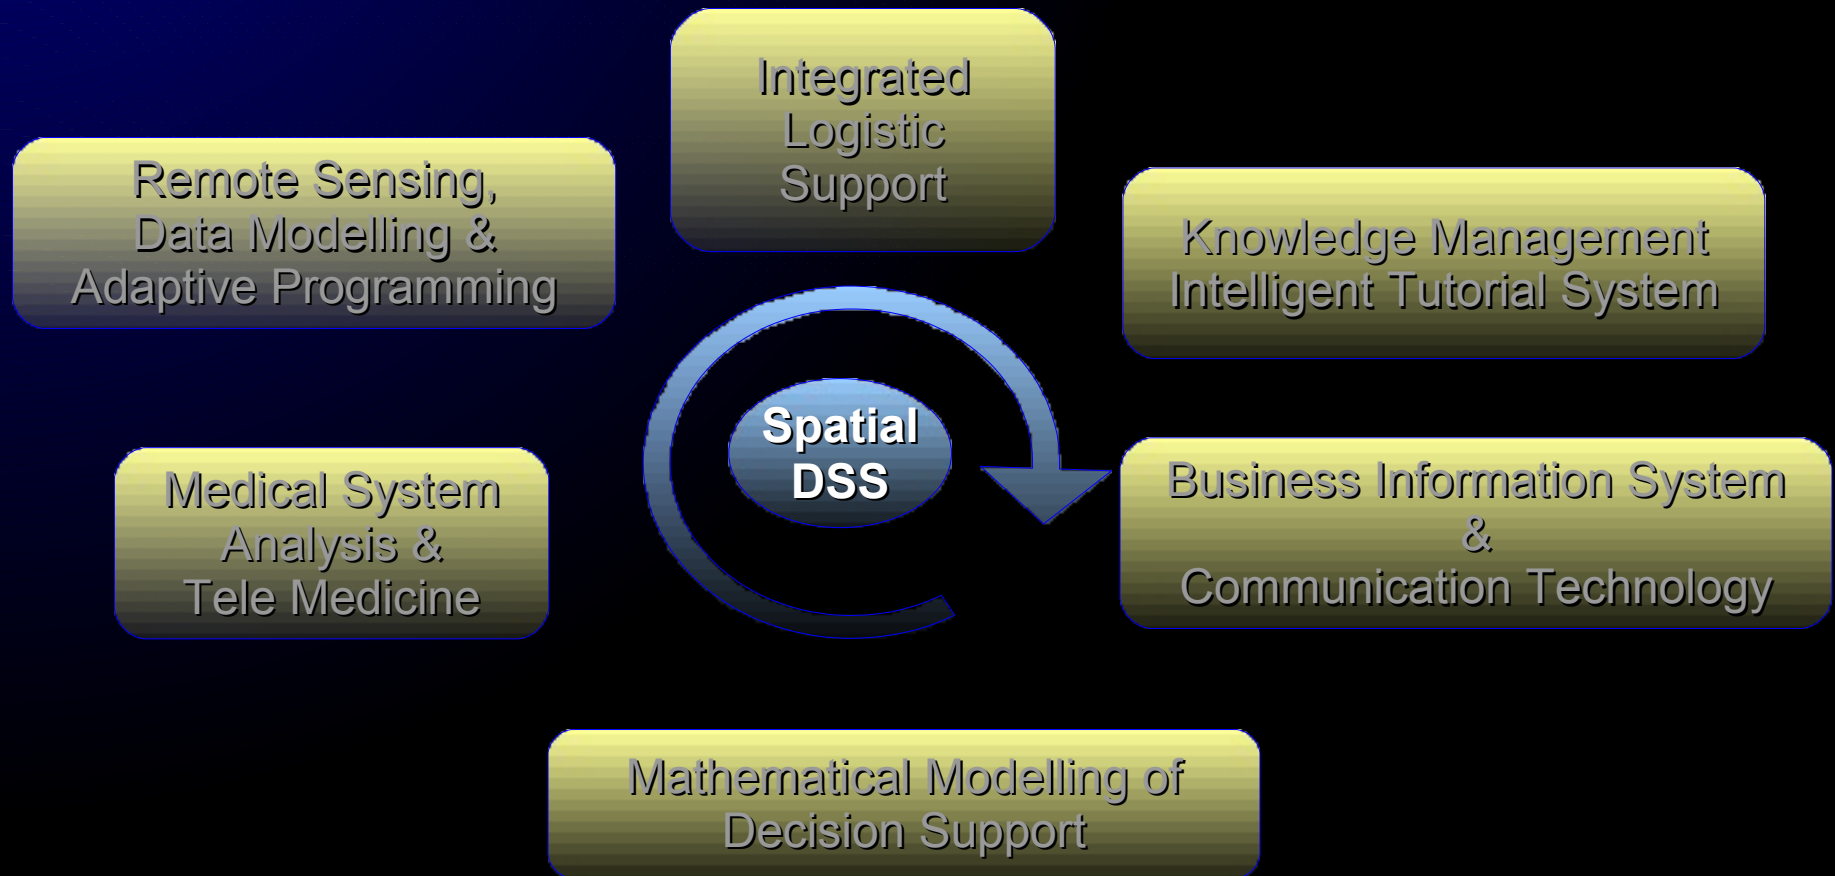 Integrated
Logistic
Support
Remote Sensing,
Data Modelling &
Adaptive Programming
Knowledge Management
Intelligent Tutorial System
Spatial
DSS
Medical System
Analysis &
Tele Medicine
Business Information System
&
Communication Technology
Mathematical Modelling of
Decision Support